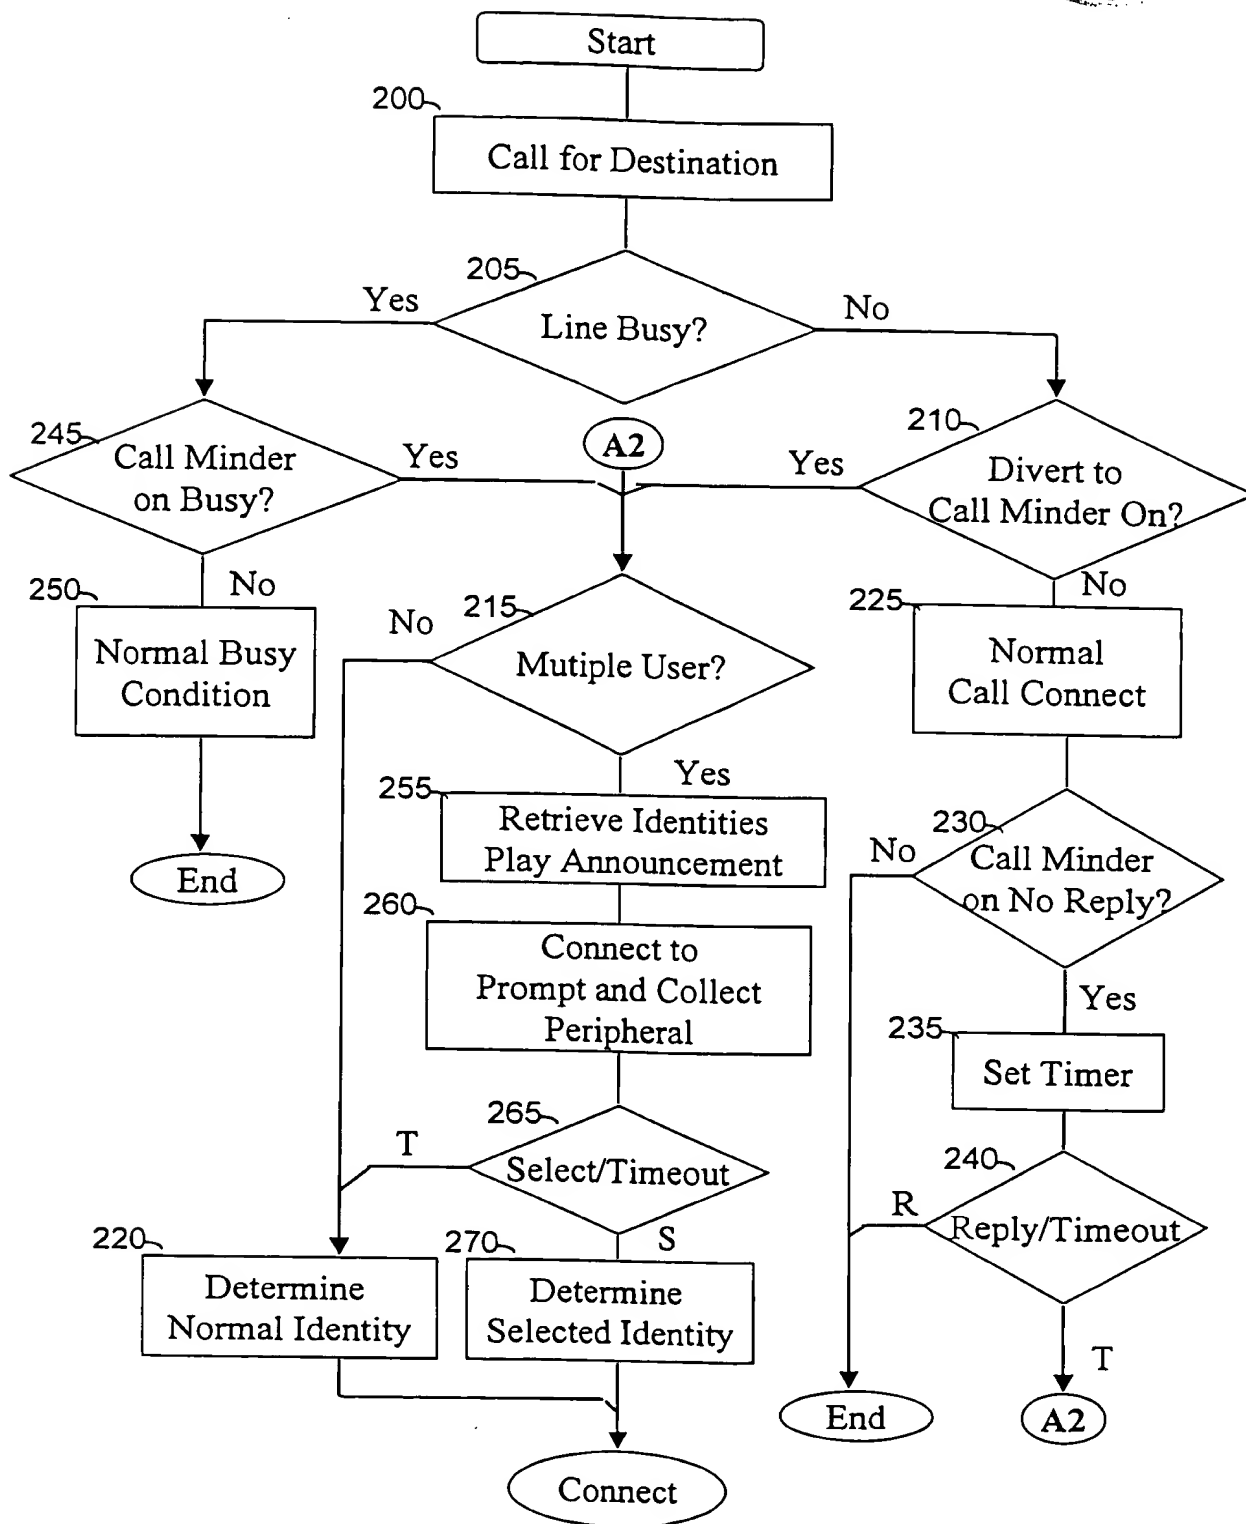 Start
200
Call for Destination
205
Yes
Line Busy?
No
245
Call Minder
on Busy?
Yes
A2
Yes
210
Divert to
Call Minder On?
No
250
Normal Busy
Condition
End
No
215
Mutiple User?
Yes
No
225
Normal
Call Connect
255
Retrieve Identities
Play Announcement
230
No
Call Minder
on No Reply?
260
Connect to
Prompt and Collect
Peripheral
Yes
235
Set Timer
265
T
Select/Timeout
S
240
R
Reply/Timeout
T
220
Determine
Normal Identity
270
Determine
Selected Identity
End
A2
Connect